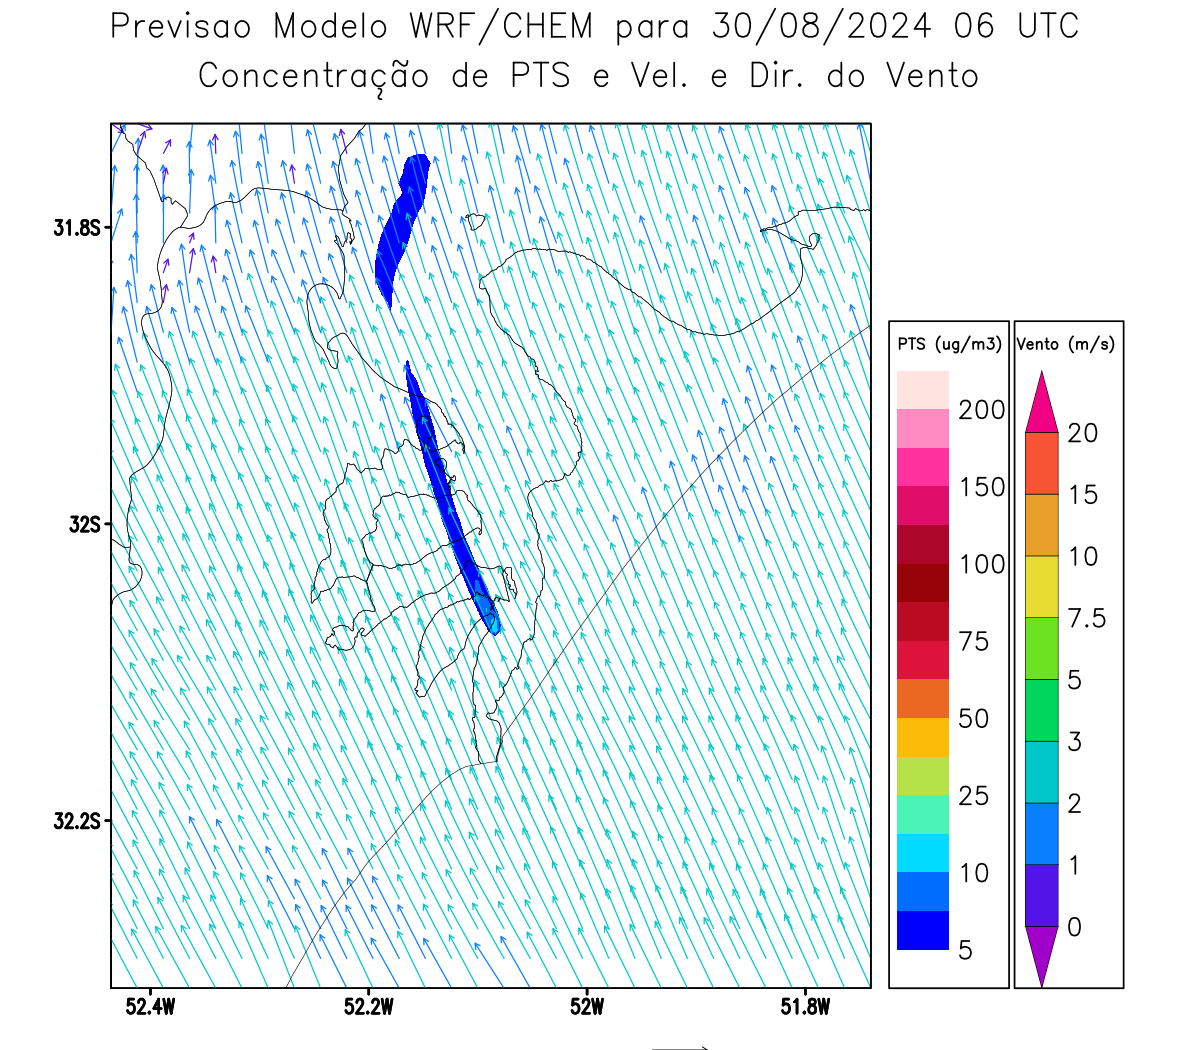 Previsao Modelo WRF/CHEM para 30/08/2024 06 UTC
Concentração de PTS e Vel. e Dir. do Vento
31.8S
32S
32.2S
52.4W
52.2W
52W
51.8W
PTS (ug/m3)
200
150
100
75
50
25
10
5
Vento (m/s)
20
15
10
7.5
5
3
2
1
0